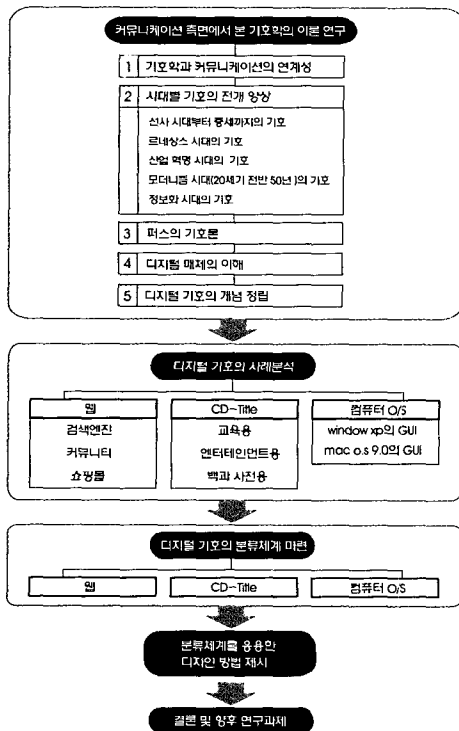 커뮤니케이션 측면에서 본 기호학의 이론 연구
1 기호학과 커뮤니케이션의 연계성
2 시대별 기호의 전개 양상
선사 시대부터 중세까지의 기호
르네상스 시대의 기호
산업 혁명 시대의 기호
모더니즘 시대(20세기 전반 50년)의 기호
정보화 시대의 기호
3 퍼스의 기호론
4 디지털 매체의 이해
5 디지털 기호의 개념 정립
디지털 기호의 사례분석
웹 CD-Title 컴퓨터 O/S
검색엔진 교육용 window xp의 GUI
커뮤니티 엔터테인먼트용 mac o.s 9.0의 GUI
쇼핑몰 백과 사전용
디지털 기호의 분류체계 마련
웹 CD-Title 컴퓨터 O/S
분류체계를 응용한
디자인 방법 제시
결론 및 향후 연구과제